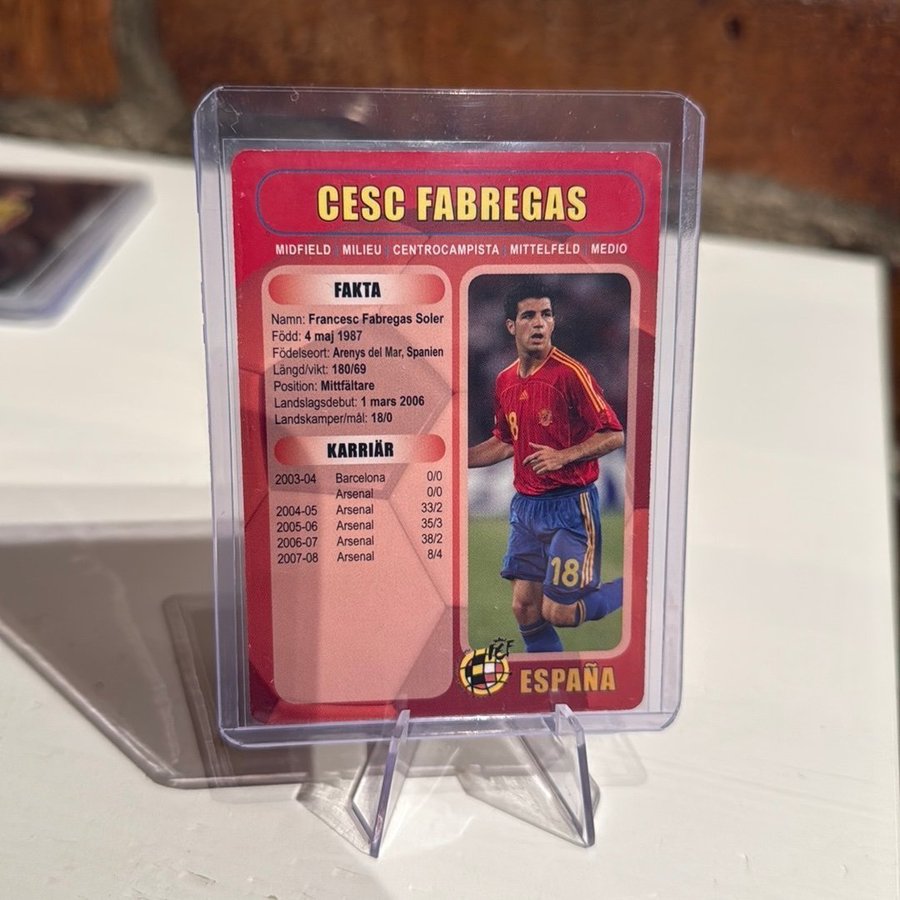 CESC FABREGAS
MIDFIELD | MILIEU | CENTROCAMPISTA | MITTELFELD | MEDIO
FAKTA
Namn: Francesc Fabregas Soler
Född: 4 maj 1987
Födelseort: Arenys del Mar, Spanien
Längd/vikt: 180/69
Position: Mittfältare
Landslagsdebut: 1 mars 2006
Landskamper/mål: 18/0
KARRIÄR
2003-04 Barcelona 0/0
Arsenal 0/0
2004-05 Arsenal 33/2
2005-06 Arsenal 35/3
2006-07 Arsenal 38/2
2007-08 Arsenal 8/4
18
18
ESPAÑA